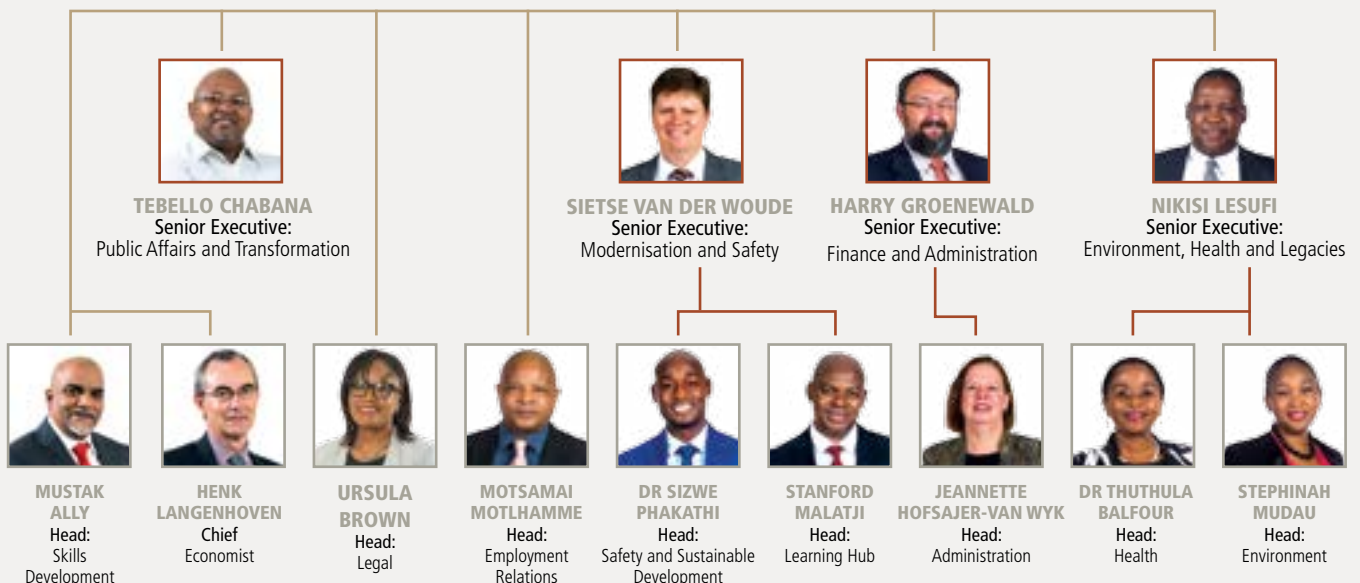 TEBELLO CHABANA
Senior Executive:
Public Affairs and Transformation
SIETSE VAN DER WOUDE
Senior Executive:
Modernisation and Safety
HARRY GROENEWALD
Senior Executive:
Finance and Administration
NIKISI LESUFI
Senior Executive:
Environment, Health and Legacies
MUSTAK
ALLY
Head:
Skills
Development
HENK
LANGENHOVEN
Chief
Economist
URSULA
BROWN
Head:
Legal
MOTSAMAI
MOTLHAMME
Head:
Employment
Relations
DR SIZWE
PHAKATHI
Head:
Safety and Sustainable
Development
STANFORD
MALATJI
Head:
Learning Hub
JEANNETTE
HOFSAJER-VAN WYK
Head:
Administration
DR THUTHULA
BALFOUR
Head:
Health
STEPHINAH
MUDAU
Head:
Environment